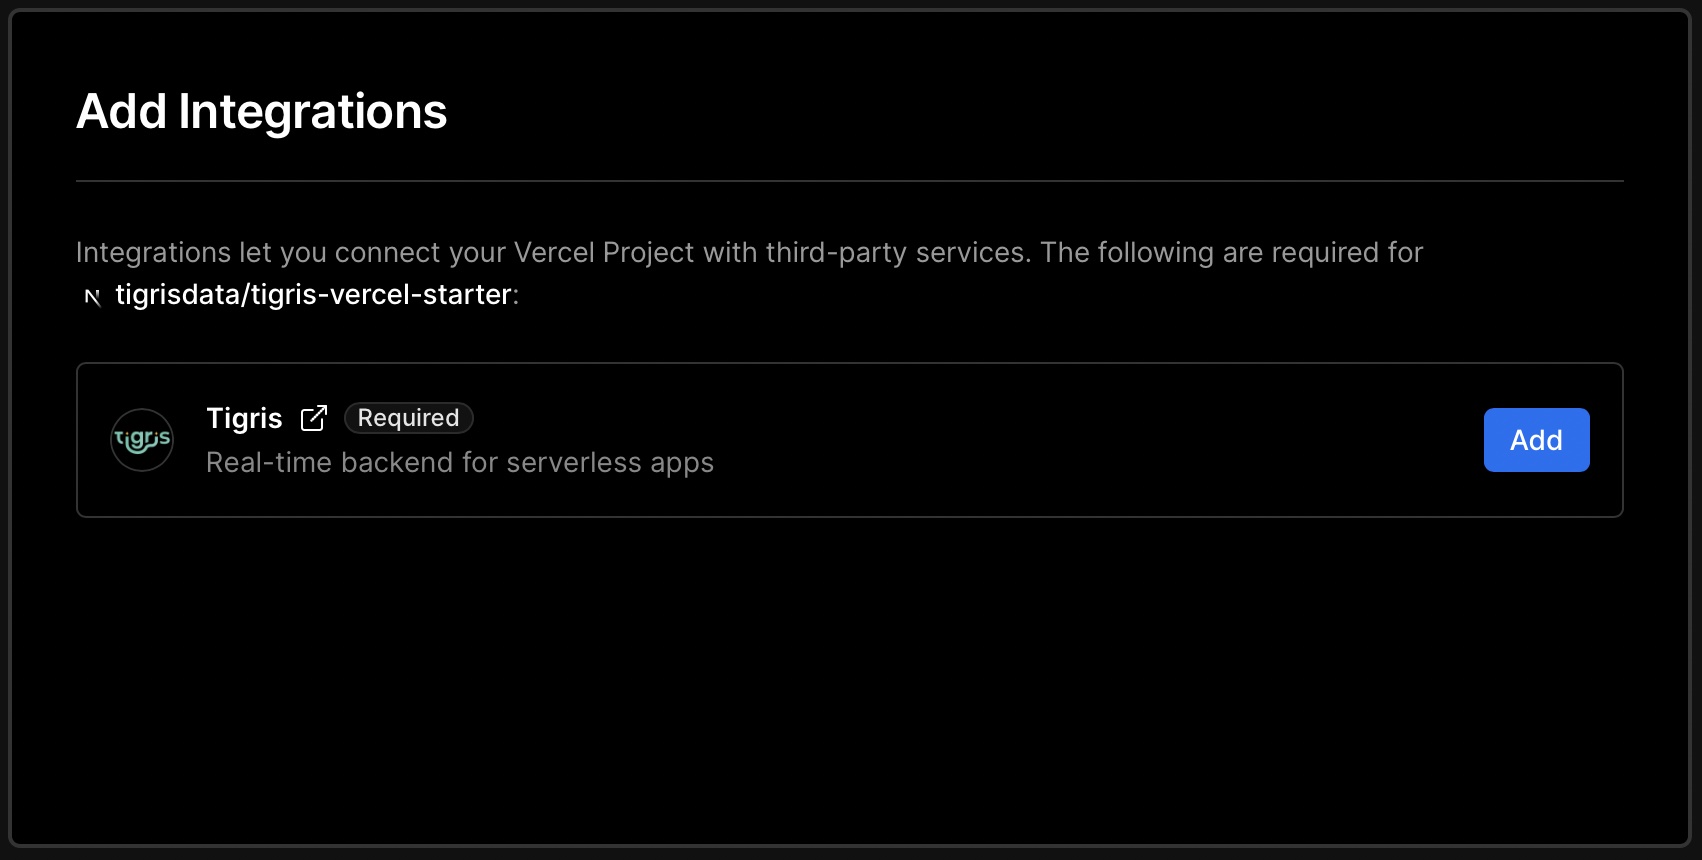 Add Integrations
Integrations let you connect your Vercel Project with third-party services. The following are required for
N tigrisdata/tigris-vercel-starter:
tigris
Tigris Required
Real-time backend for serverless apps
Add